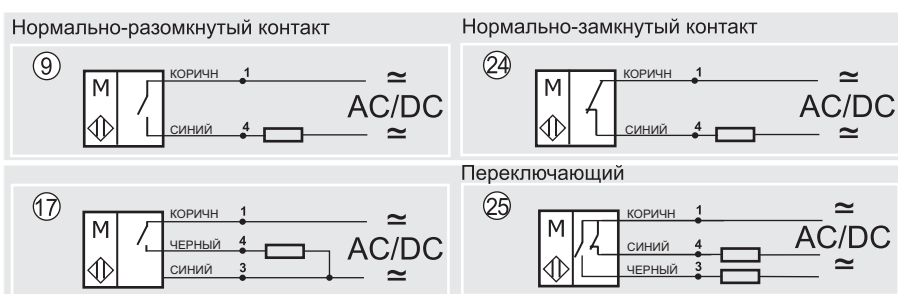 Нормально-разомкнутый контакт
9
М
КОРИЧН 1
СИНИЙ 4
≃
AC/DC
≃
Нормально-замкнутый контакт
24
М
КОРИЧН 1
СИНИЙ 4
≃
AC/DC
≃
17
М
КОРИЧН 1
ЧЕРНЫЙ 4
СИНИЙ 3
≃
AC/DC
≃
Переключающий
25
М
КОРИЧН 1
СИНИЙ 4
ЧЕРНЫЙ 3
≃
AC/DC
≃